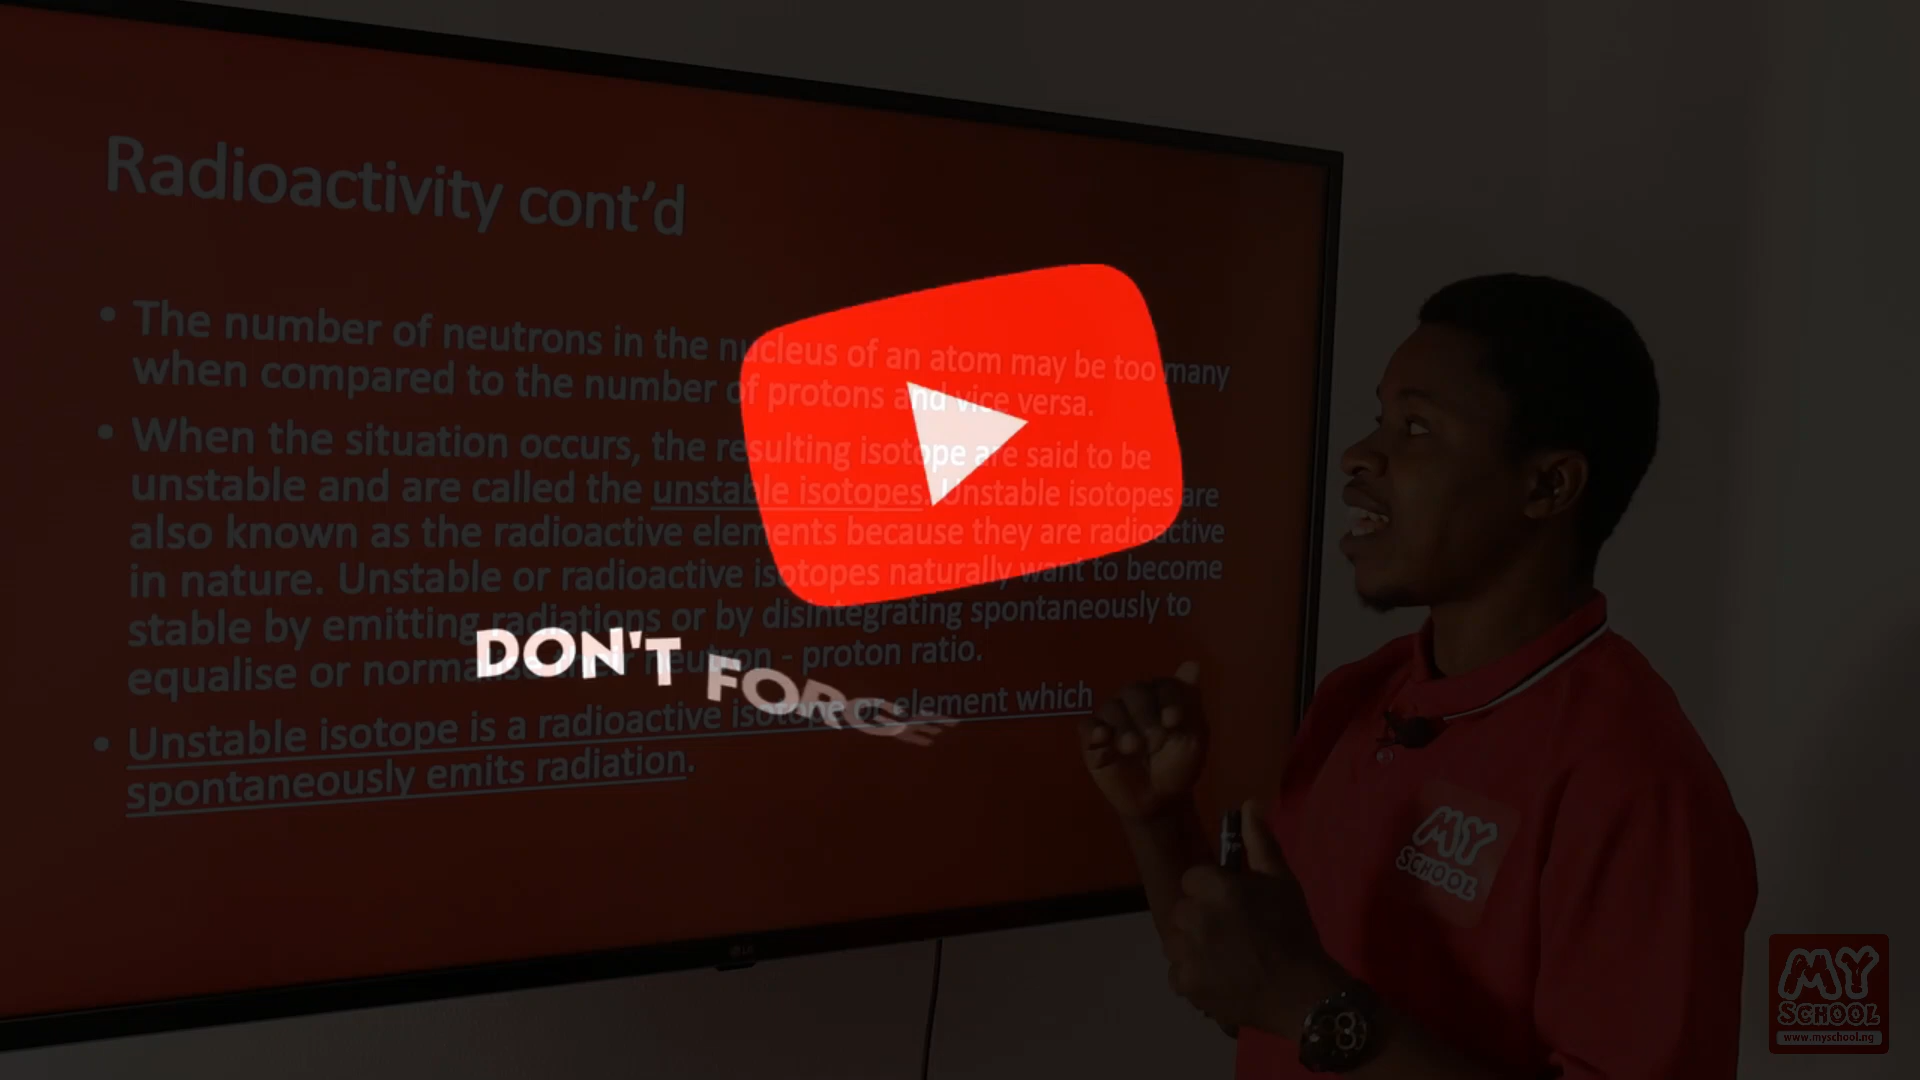 Radioactivity cont'd
• The number of neutrons in the nucleus of an atom may be too many
when compared to the number of protons and vice versa.
• When the situation occurs, the resulting isotope are said to be
unstable and are called the unstable isotopes. Unstable isotopes are
also known as the radioactive elements because they are radioactive
in nature. Unstable or radioactive isotopes naturally want to become
stable by emitting radiations or by disintegrating spontaneously to
equalise or normalise their neutron - proton ratio.
• Unstable isotope is a radioactive isotope or element which
spontaneously emits radiation.
DON'T FORGE
LG
MY
SCHOOL
MY
SCHOOL
www.myschool.ng